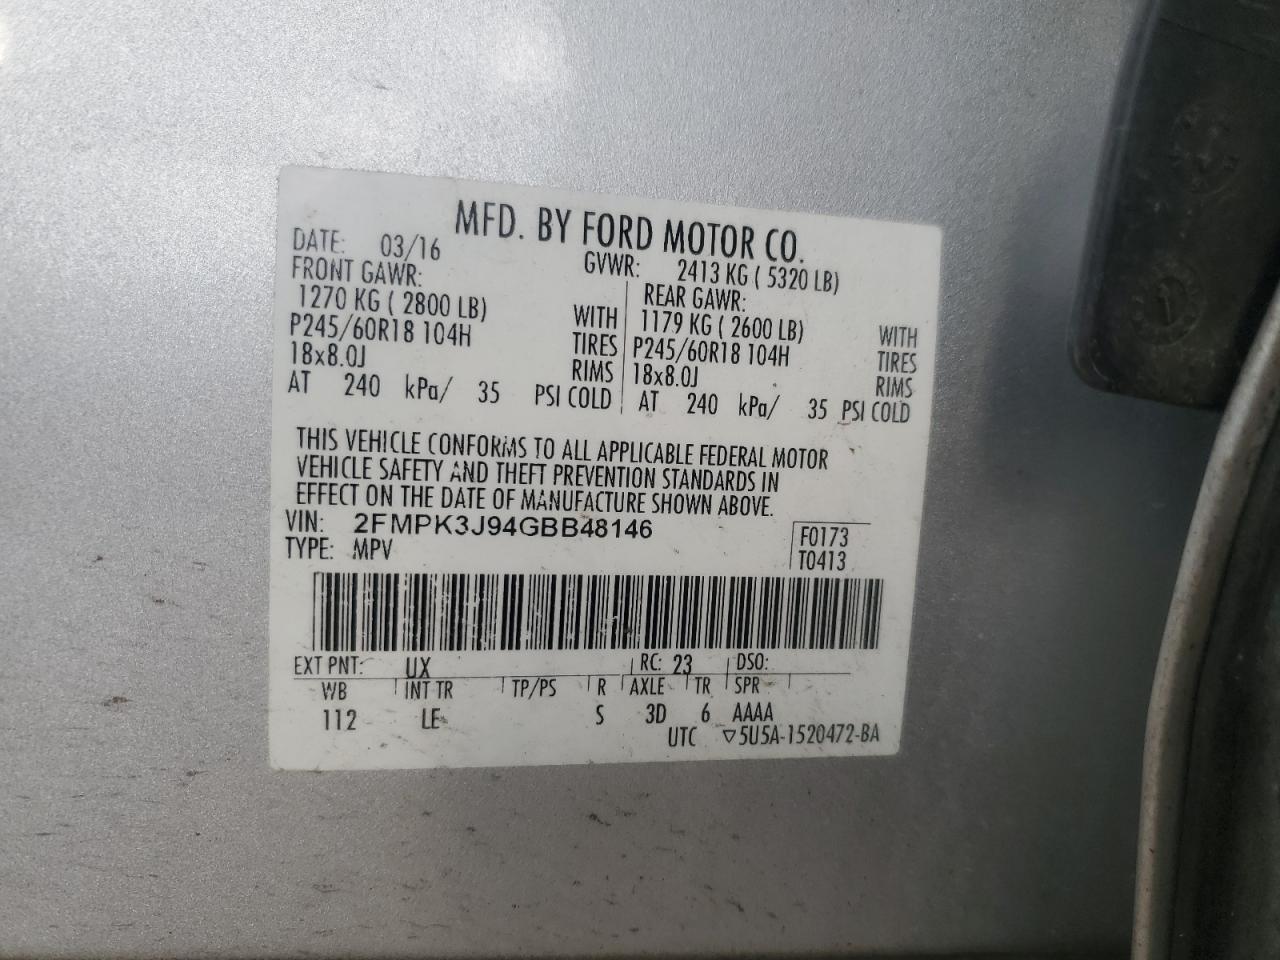 MFD. BY FORD MOTOR CO.
DATE: 03/16 GVWR: 2413 KG ( 5320 LB)
FRONT GAWR: REAR GAWR:
1270 KG ( 2800 LB) WITH 1179 KG ( 2600 LB) WITH
P245/60R18 104H TIRES P245/60R18 104H TIRES
18x8.0J RIMS 18x8.0J RIMS
AT 240 kPa/ 35 PSI COLD AT 240 kPa/ 35 PSI COLD
THIS VEHICLE CONFORMS TO ALL APPLICABLE FEDERAL MOTOR
VEHICLE SAFETY AND THEFT PREVENTION STANDARDS IN
EFFECT ON THE DATE OF MANUFACTURE SHOWN ABOVE.
VIN: 2FMPK3J94GBB48146 F0173
TYPE: MPV T0413
EXT PNT: UX RC: 23 DSO:
WB INT TR TP/PS R AXLE TR SPR
112 LE S 3D 6 AAAA
UTC ▽5U5A-1520472-BA